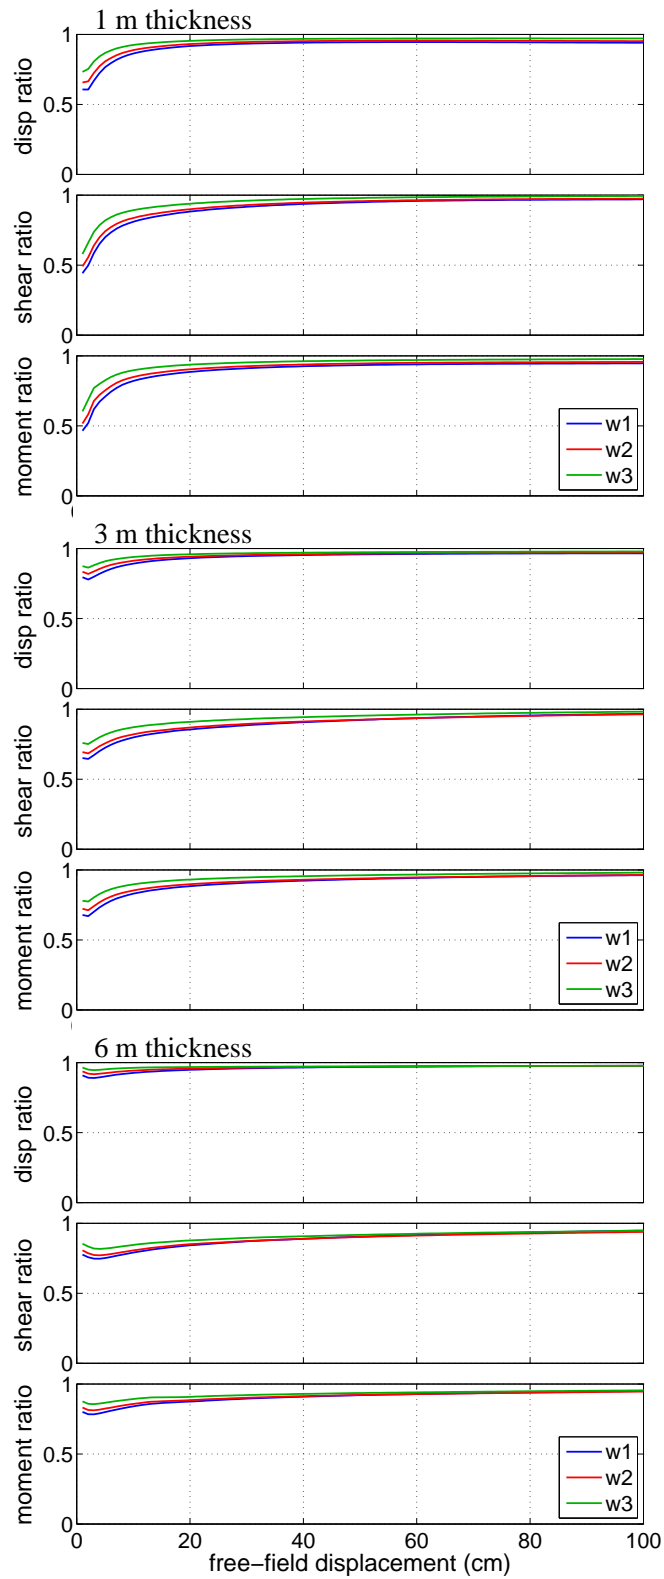 1 m thickness
1
0.5
0
disp ratio
1
0.5
0
shear ratio
1
0.5
0
moment ratio
w1
w2
w3
3 m thickness
1
0.5
0
disp ratio
1
0.5
0
shear ratio
1
0.5
0
moment ratio
w1
w2
w3
6 m thickness
1
0.5
0
disp ratio
1
0.5
0
shear ratio
1
0.5
0
moment ratio
w1
w2
w3
0 20 40 60 80 100
free−field displacement (cm)